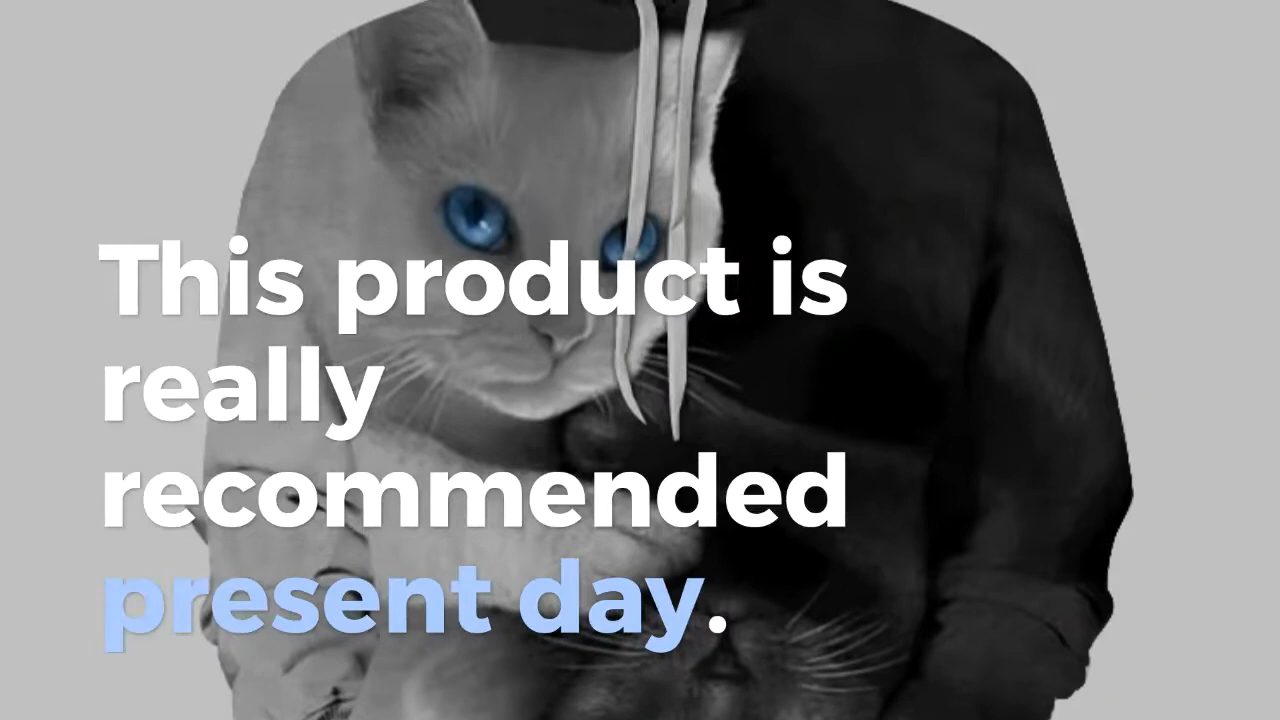 This product is
really
recommended
present day.